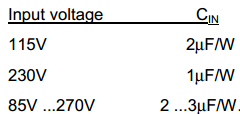 Input voltage C_IN
115V 2µF/W
230V 1µF/W
85V ...270V 2 ...3µF/W.